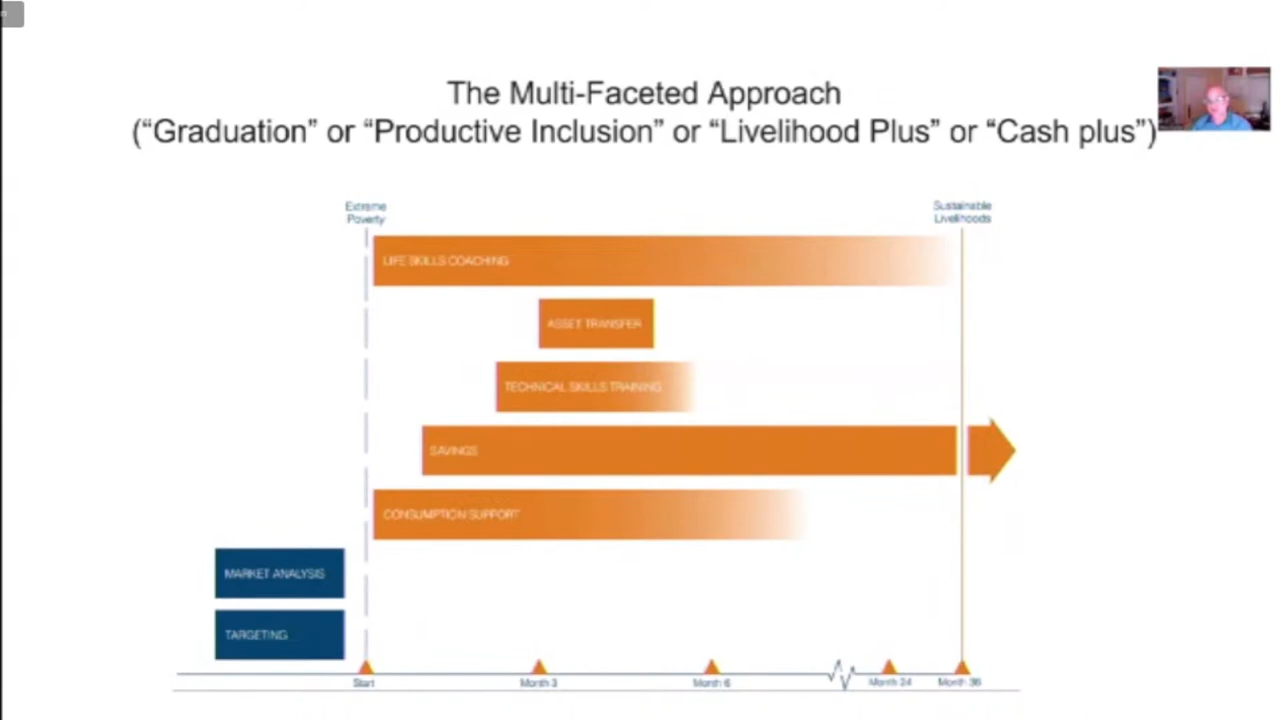 The Multi-Faceted Approach
(“Graduation” or “Productive Inclusion” or “Livelihood Plus” or “Cash plus”)
Extreme
Poverty
Sustainable
Livelihoods
LIFE SKILLS COACHING
ASSET TRANSFER
TECHNICAL SKILLS TRAINING
SAVINGS
CONSUMPTION SUPPORT
MARKET ANALYSIS
TARGETING
Start
Month 3
Month 6
Month 24
Month 36